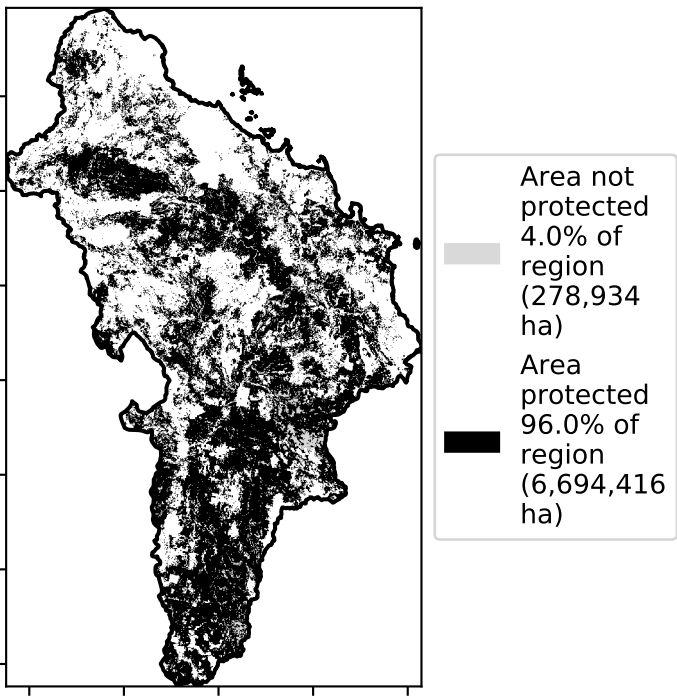 Area not
protected
4.0% of
region
(278,934
ha)
Area
protected
96.0% of
region
(6,694,416
ha)